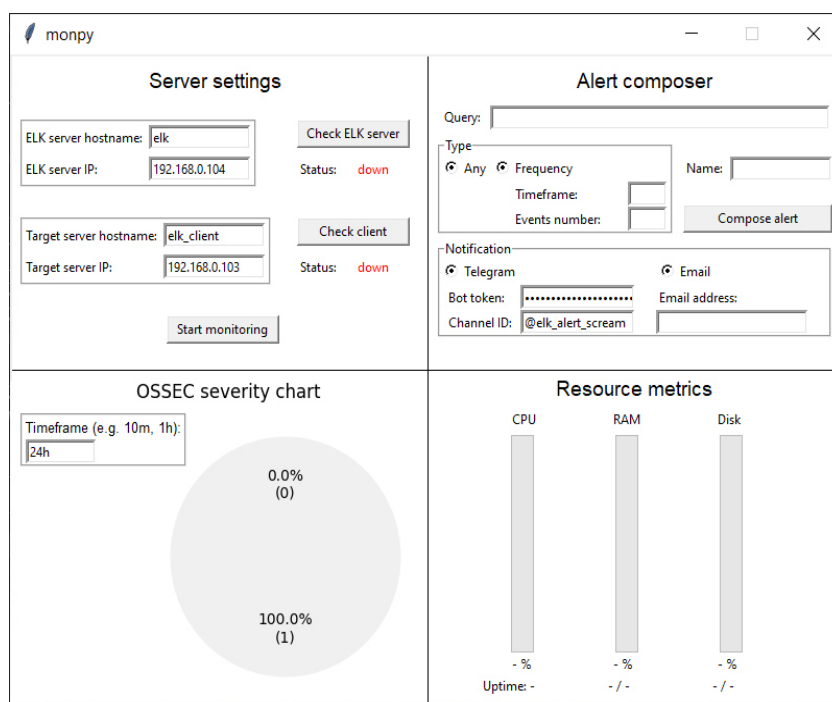 monpy
Server settings
ELK server hostname: elk
ELK server IP: 192.168.0.104
Check ELK server
Status: down
Target server hostname: elk_client
Target server IP: 192.168.0.103
Check client
Status: down
Start monitoring
Alert composer
Query:
Type
Any Frequency
Timeframe:
Events number:
Name:
Compose alert
Notification
Telegram
Bot token: ••••••••••••••••••••••
Channel ID: @elk_alert_scream
Email
Email address:
OSSEC severity chart
Timeframe (e.g. 10m, 1h):
24h
0.0%
(0)
100.0%
(1)
Resource metrics
CPU RAM Disk
- % - % - %
Uptime: - - / - - / -